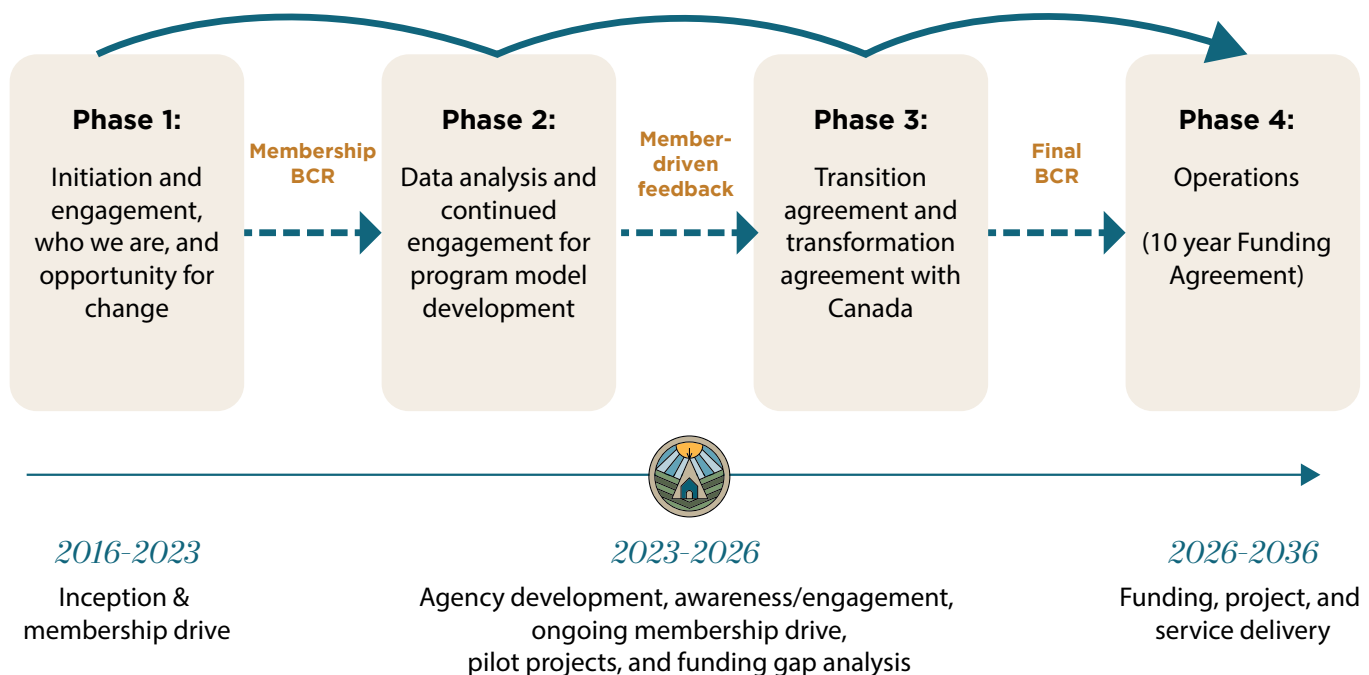 Phase 1:
Initiation and
engagement,
who we are, and
opportunity for
change
Membership
BCR
Phase 2:
Data analysis and
continued
engagement for
program model
development
Member-
driven
feedback
Phase 3:
Transition
agreement and
transformation
agreement with
Canada
Final
BCR
Phase 4:
Operations
(10 year Funding
Agreement)
2016-2023
Inception &
membership drive
2023-2026
Agency development, awareness/engagement,
ongoing membership drive,
pilot projects, and funding gap analysis
2026-2036
Funding, project, and
service delivery